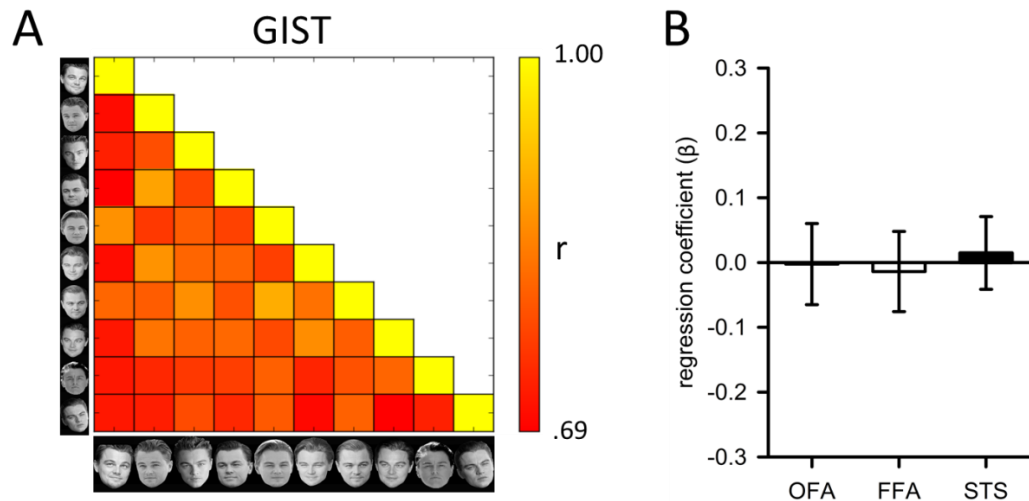 A
GIST
1.00
r
.69
B
regression coefficient (β)
0.3
0.2
0.1
0.0
-0.1
-0.2
-0.3
OFA FFA STS